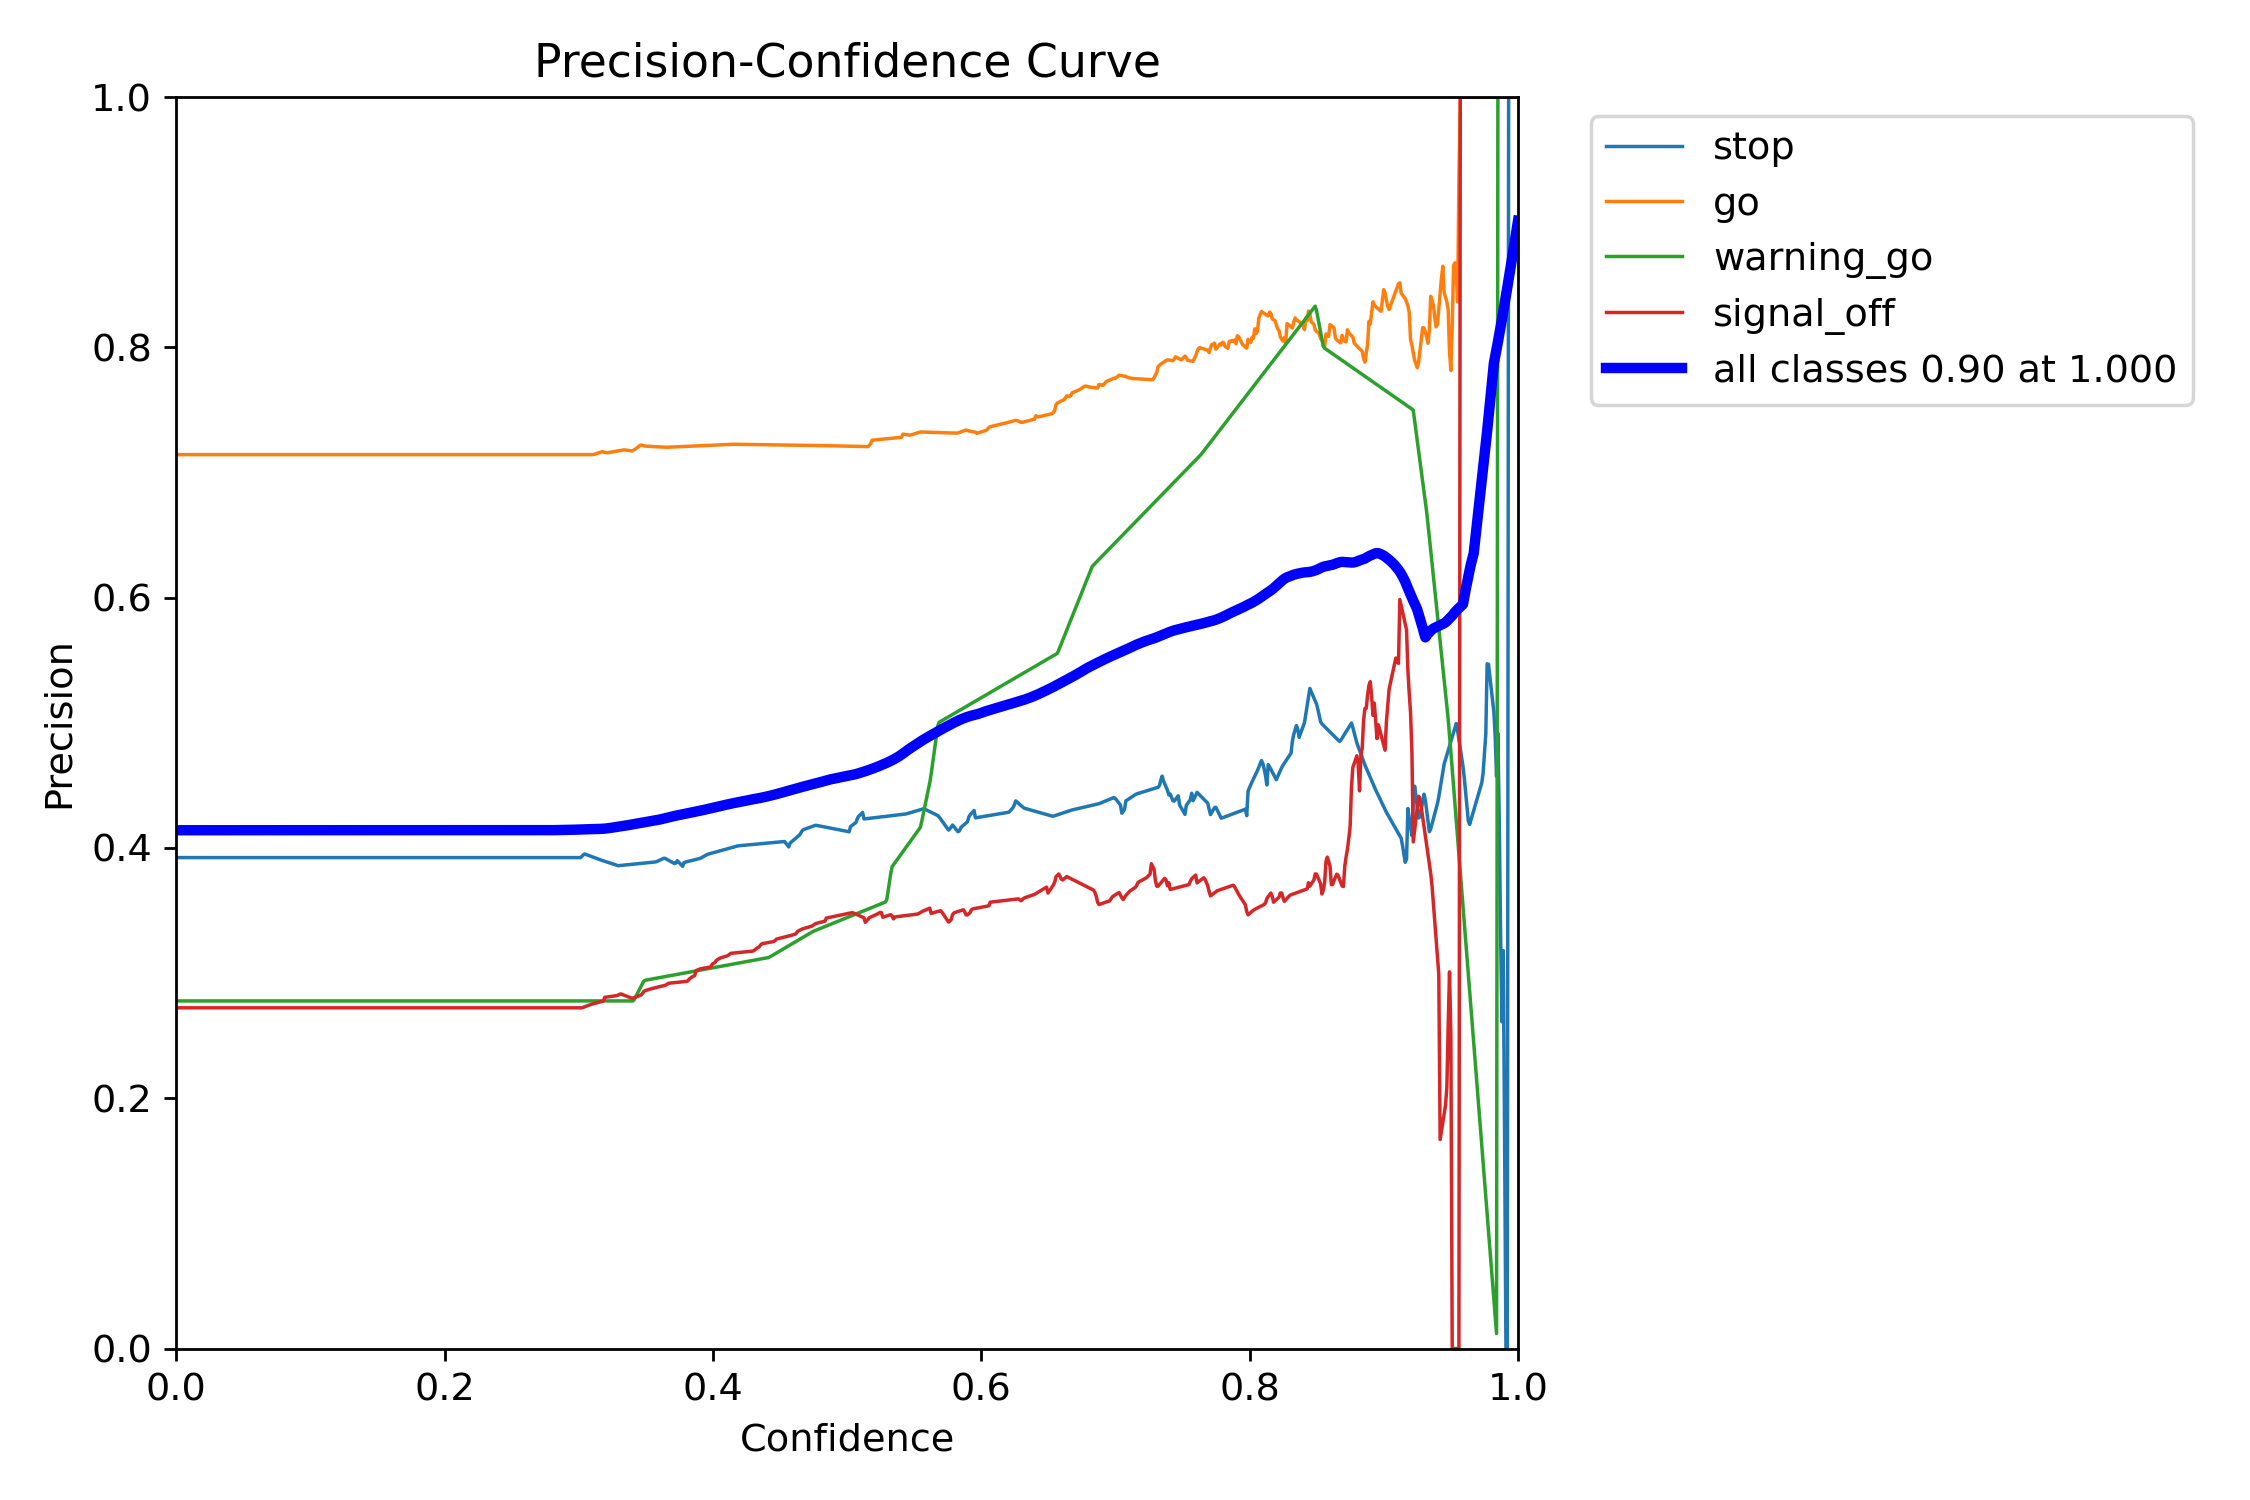 Precision-Confidence Curve
1.0
0.8
0.6
0.4
0.2
0.0
Precision
0.0 0.2 0.4 0.6 0.8 1.0
Confidence
stop
go
warning_go
signal_off
all classes 0.90 at 1.000